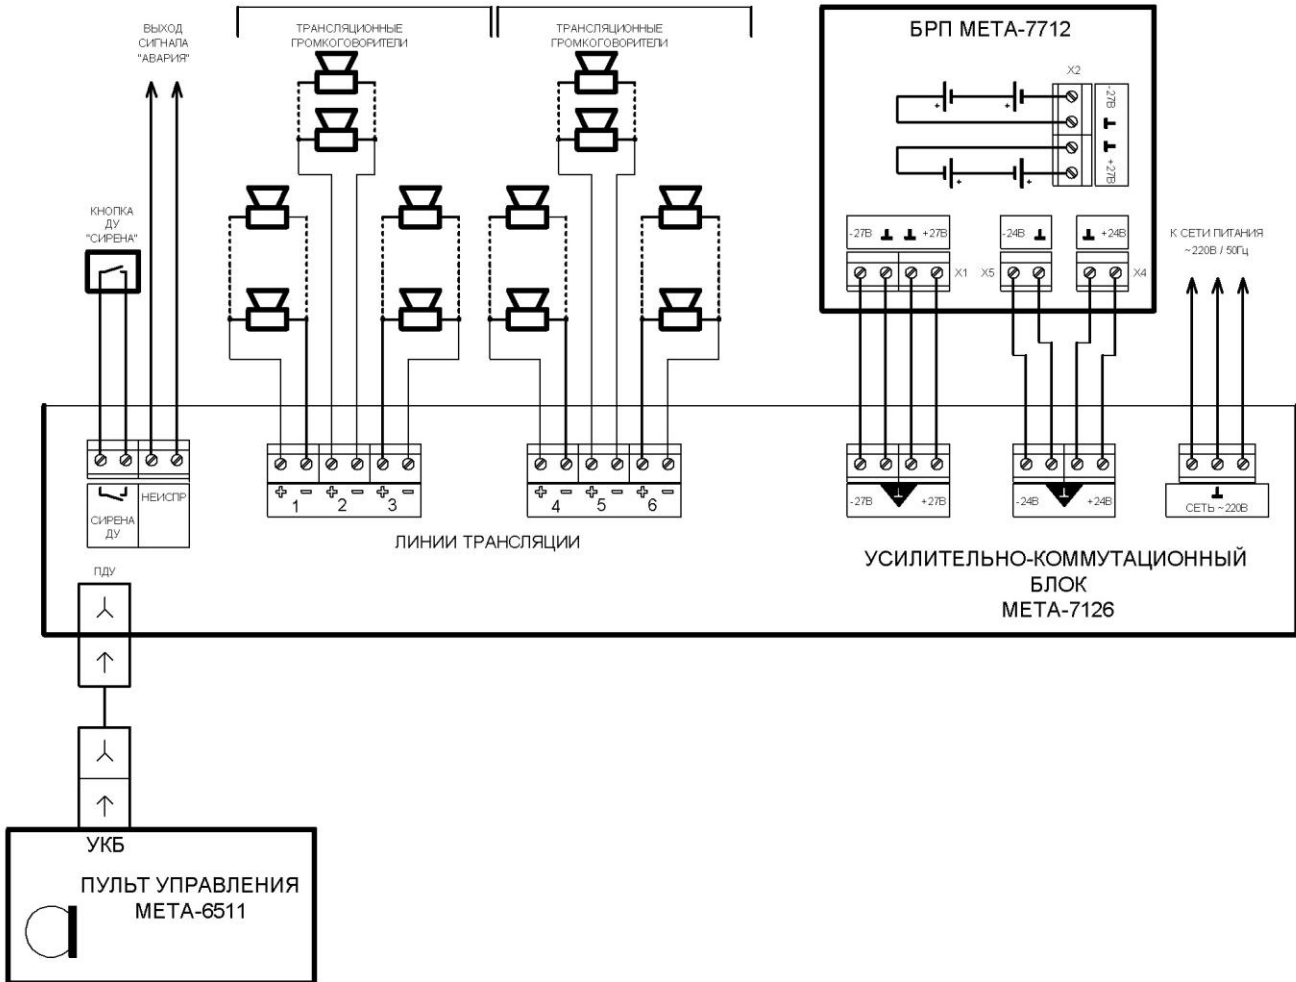 ВЫХОД
СИГНАЛА
"АВАРИЯ"
ТРАНСЛЯЦИОННЫЕ
ГРОМКОГОВОРИТЕЛИ
ТРАНСЛЯЦИОННЫЕ
ГРОМКОГОВОРИТЕЛИ
БРП МЕТА-7712
X2
-27В
+27В
КНОПКА
ДУ
"СИРЕНА"
-27В +27В
X1
-24В
X5
+24В
X4
К СЕТИ ПИТАНИЯ
~220В / 50Гц
СИРЕНА
ДУ
НЕИСПР
+ − + − + −
1 2 3
+ − + − + −
4 5 6
-27В +27В
-24В +24В
СЕТЬ ~220В
ЛИНИИ ТРАНСЛЯЦИИ
УСИЛИТЕЛЬНО-КОММУТАЦИОННЫЙ
БЛОК
МЕТА-7126
ПДУ
УКБ
ПУЛЬТ УПРАВЛЕНИЯ
МЕТА-6511